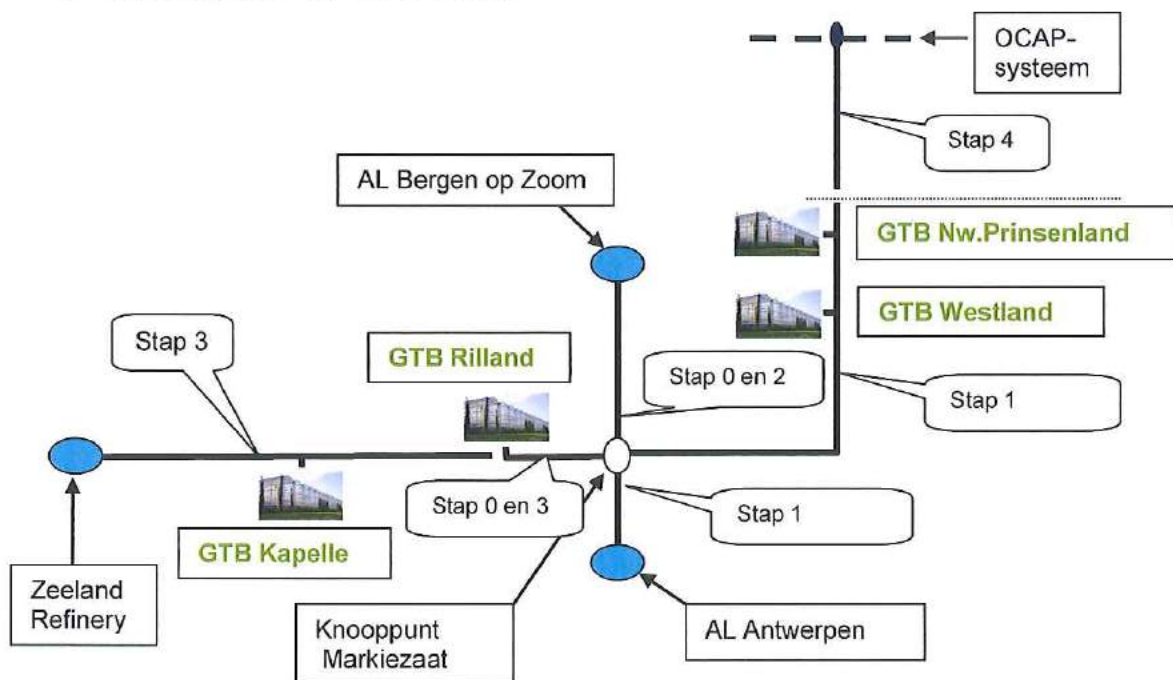 OCAP-
systeem
Stap 4
AL Bergen op Zoom
GTB Nw.Prinsenland
GTB Westland
Stap 3
GTB Rilland
Stap 0 en 2
Stap 1
Stap 0 en 3
Stap 1
GTB Kapelle
Zeeland
Refinery
Knooppunt
Markiezaat
AL Antwerpen